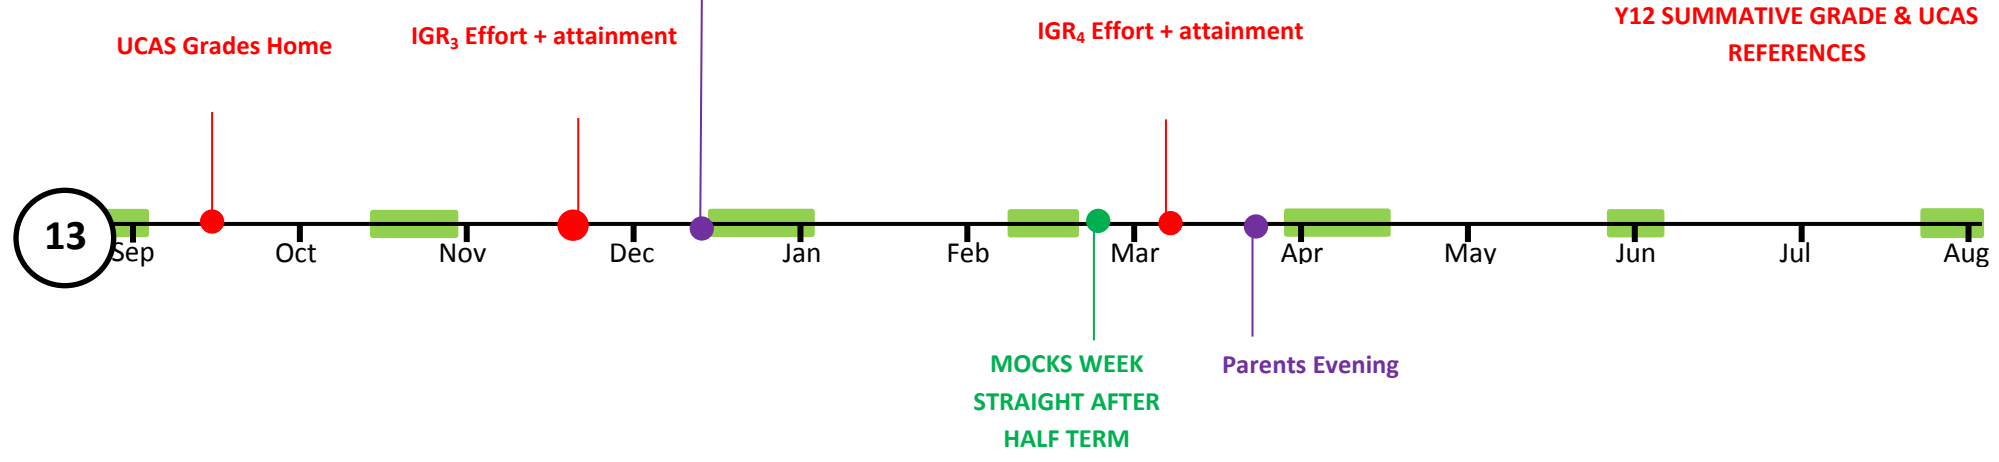 Y12 SUMMATIVE GRADE & UCAS
REFERENCES
UCAS Grades Home
IGR₃ Effort + attainment
IGR₄ Effort + attainment
13
Sep Oct Nov Dec Jan Feb Mar Apr May Jun Jul Aug
MOCKS WEEK
STRAIGHT AFTER
HALF TERM
Parents Evening